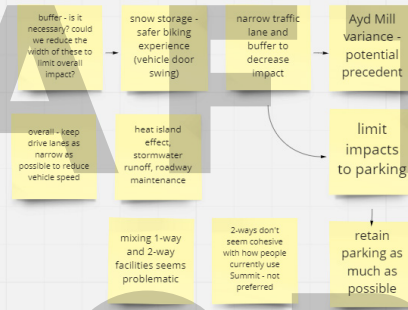 buffer - is it
necessary? could
we reduce the
width of these to
limit overall
impact?
snow storage -
safer biking
experience
(vehicle door
swing)
narrow traffic
lane and
buffer to
decrease
impact
Ayd Mill
variance -
potential
precedent
overall - keep
drive lanes as
narrow as
possible to reduce
vehicle speed
heat island
effect,
stormwater
runoff, roadway
maintenance
limit
impacts
to parking
mixing 1-way
and 2-way
facilities seems
problematic
2-ways don't
seem cohesive
with how people
currently use
Summit - not
preferred
retain
parking as
much as
possible